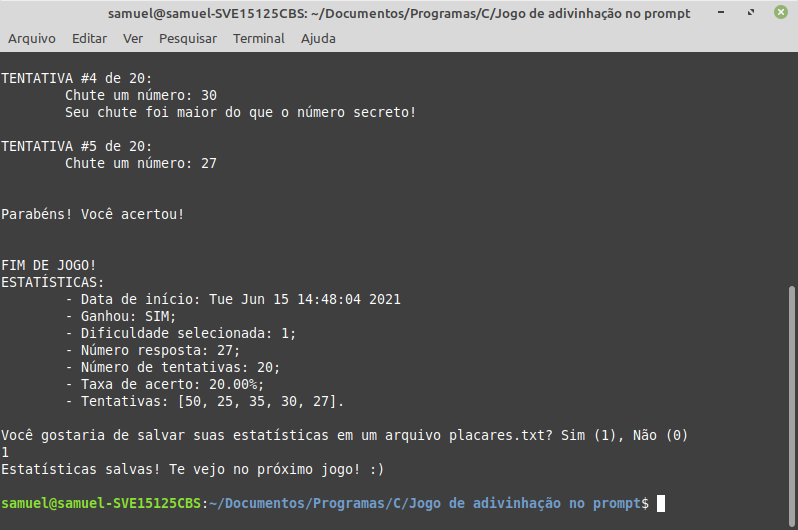 samuel@samuel-SVE15125CBS: ~/Documentos/Programas/C/Jogo de adivinhação no prompt
Arquivo Editar Ver Pesquisar Terminal Ajuda
TENTATIVA #4 de 20:
Chute um número: 30
Seu chute foi maior do que o número secreto!
TENTATIVA #5 de 20:
Chute um número: 27
Parabéns! Você acertou!
FIM DE JOGO!
ESTATÍSTICAS:
- Data de início: Tue Jun 15 14:48:04 2021
- Ganhou: SIM;
- Dificuldade selecionada: 1;
- Número resposta: 27;
- Número de tentativas: 20;
- Taxa de acerto: 20.00%;
- Tentativas: [50, 25, 35, 30, 27].
Você gostaria de salvar suas estatísticas em um arquivo placares.txt? Sim (1), Não (0)
1
Estatísticas salvas! Te vejo no próximo jogo! :)
samuel@samuel-SVE15125CBS:~/Documentos/Programas/C/Jogo de adivinhação no prompt$